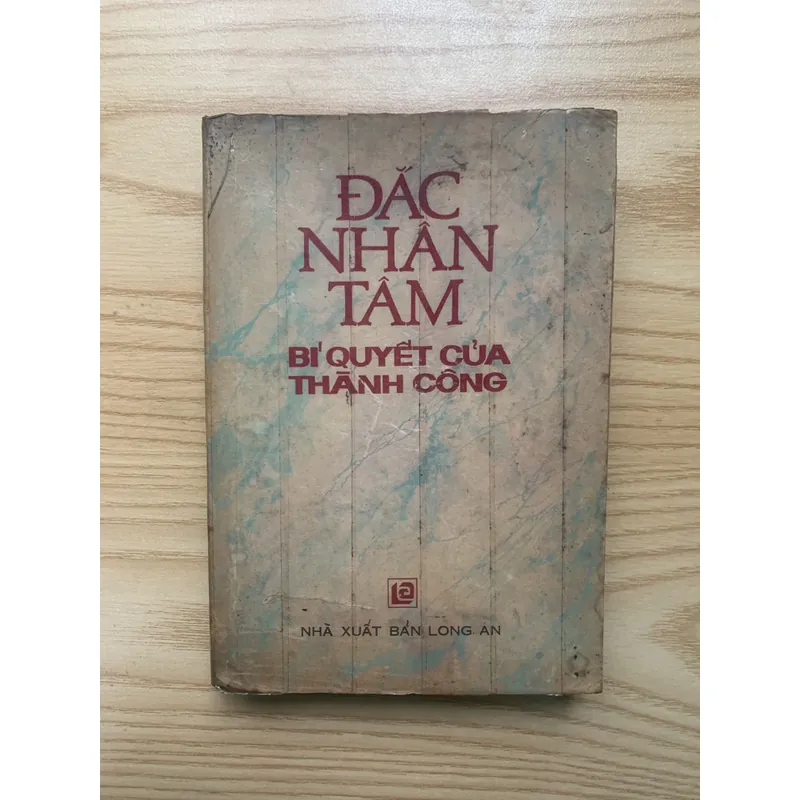 ĐẮC
NHÂN
TÂM
BÍ QUYẾT CỦA
THÀNH CÔNG
NHÀ XUẤT BẢN LONG AN